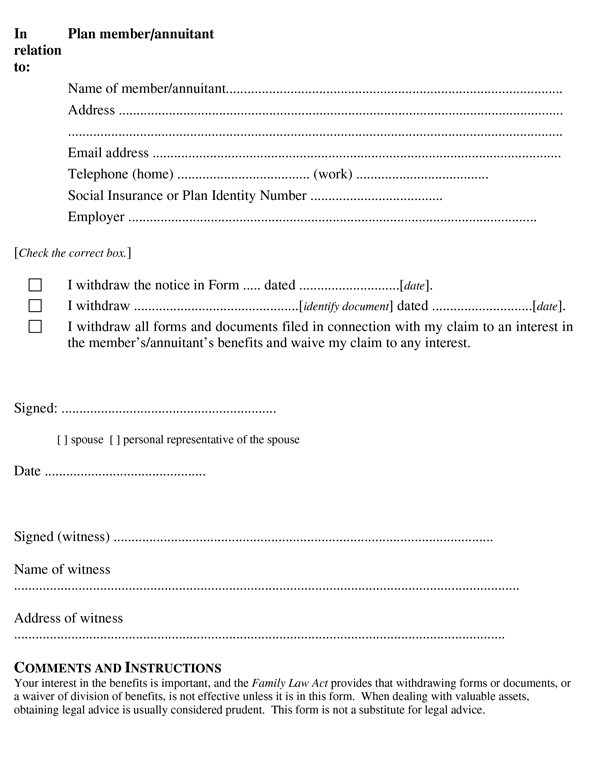 In Plan member/annuitant
relation
to:
Name of member/annuitant..............................................................................................
Address ............................................................................................................................
..........................................................................................................................................
Email address ..................................................................................................................
Telephone (home) ..................................... (work) .....................................
Social Insurance or Plan Identity Number .....................................
Employer ..................................................................................................................
[Check the correct box.]
☐ I withdraw the notice in Form ..... dated ............................[date].
☐ I withdraw ..............................................[identify document] dated ............................[date].
☐ I withdraw all forms and documents filed in connection with my claim to an interest in
the member’s/annuitant’s benefits and waive my claim to any interest.
Signed: ............................................................
[ ] spouse [ ] personal representative of the spouse
Date .............................................
Signed (witness) ..........................................................................................................
Name of witness
.............................................................................................................................................
Address of witness
.........................................................................................................................................
COMMENTS AND INSTRUCTIONS
Your interest in the benefits is important, and the Family Law Act provides that withdrawing forms or documents, or
a waiver of division of benefits, is not effective unless it is in this form. When dealing with valuable assets,
obtaining legal advice is usually considered prudent. This form is not a substitute for legal advice.